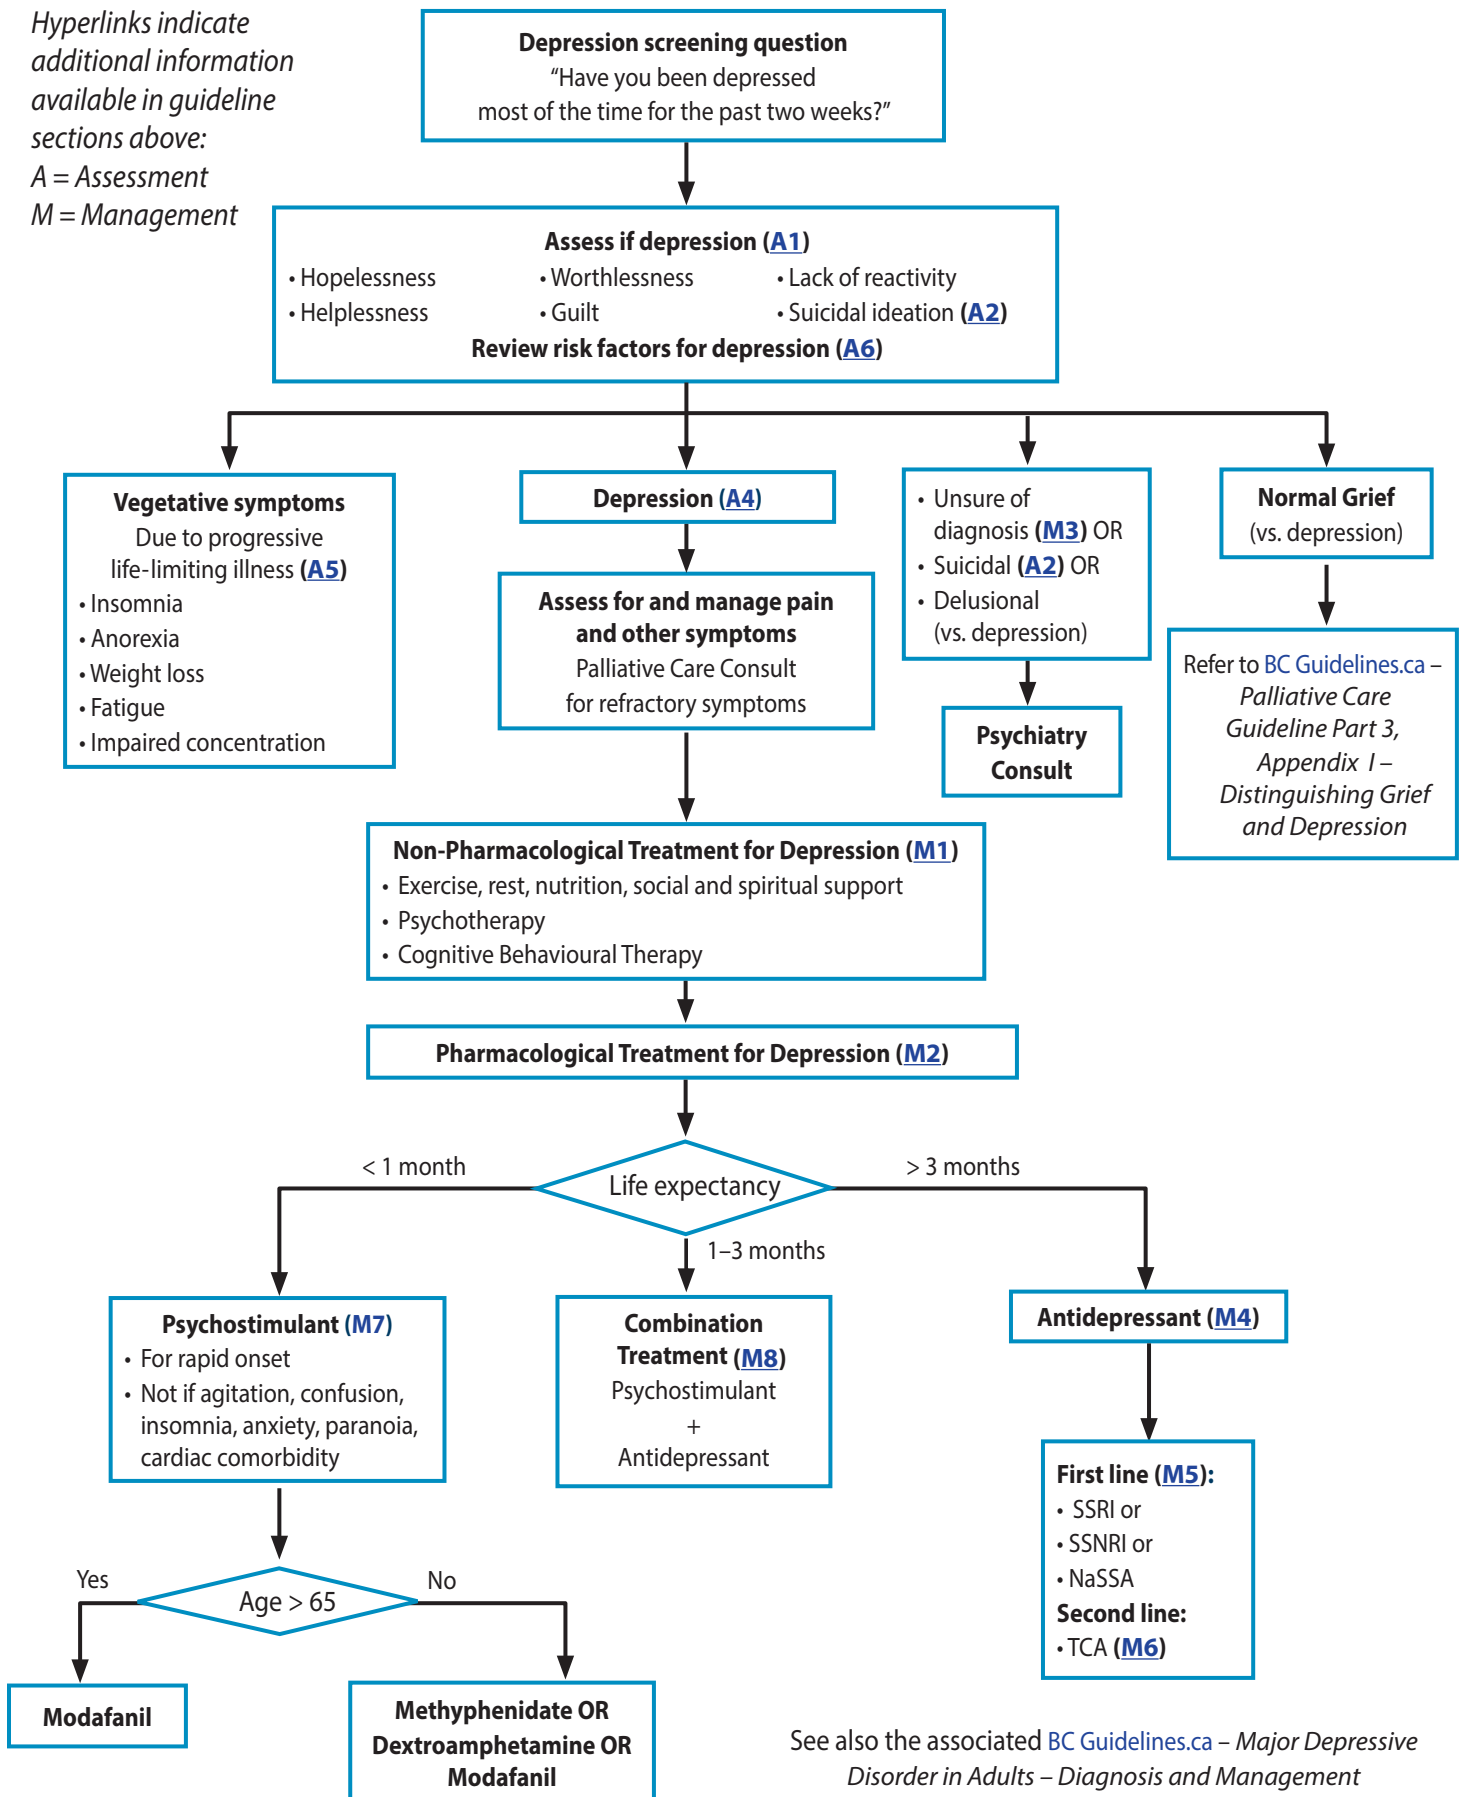 Hyperlinks indicate
additional information
available in guideline
sections above:
A = Assessment
M = Management
Depression screening question
“Have you been depressed
most of the time for the past two weeks?”
Assess if depression (A1)
• Hopelessness
• Worthlessness
• Lack of reactivity
• Helplessness
• Guilt
• Suicidal ideation (A2)
Review risk factors for depression (A6)
Vegetative symptoms
Due to progressive
life-limiting illness (A5)
• Insomnia
• Anorexia
• Weight loss
• Fatigue
• Impaired concentration
Depression (A4)
Assess for and manage pain
and other symptoms
Palliative Care Consult
for refractory symptoms
• Unsure of
diagnosis (M3) OR
• Suicidal (A2) OR
• Delusional
(vs. depression)
Psychiatry
Consult
Normal Grief
(vs. depression)
Refer to BC Guidelines.ca –
Palliative Care
Guideline Part 3,
Appendix I –
Distinguishing Grief
and Depression
Non-Pharmacological Treatment for Depression (M1)
• Exercise, rest, nutrition, social and spiritual support
• Psychotherapy
• Cognitive Behavioural Therapy
Pharmacological Treatment for Depression (M2)
Life expectancy
< 1 month
1–3 months
> 3 months
Psychostimulant (M7)
• For rapid onset
• Not if agitation, confusion,
insomnia, anxiety, paranoia,
cardiac comorbidity
Combination
Treatment (M8)
Psychostimulant
+
Antidepressant
Antidepressant (M4)
First line (M5):
• SSRI or
• SSNRI or
• NaSSA
Second line:
• TCA (M6)
Age > 65
Yes
No
Modafanil
Methyphenidate OR
Dextroamphetamine OR
Modafanil
See also the associated BC Guidelines.ca – Major Depressive
Disorder in Adults – Diagnosis and Management